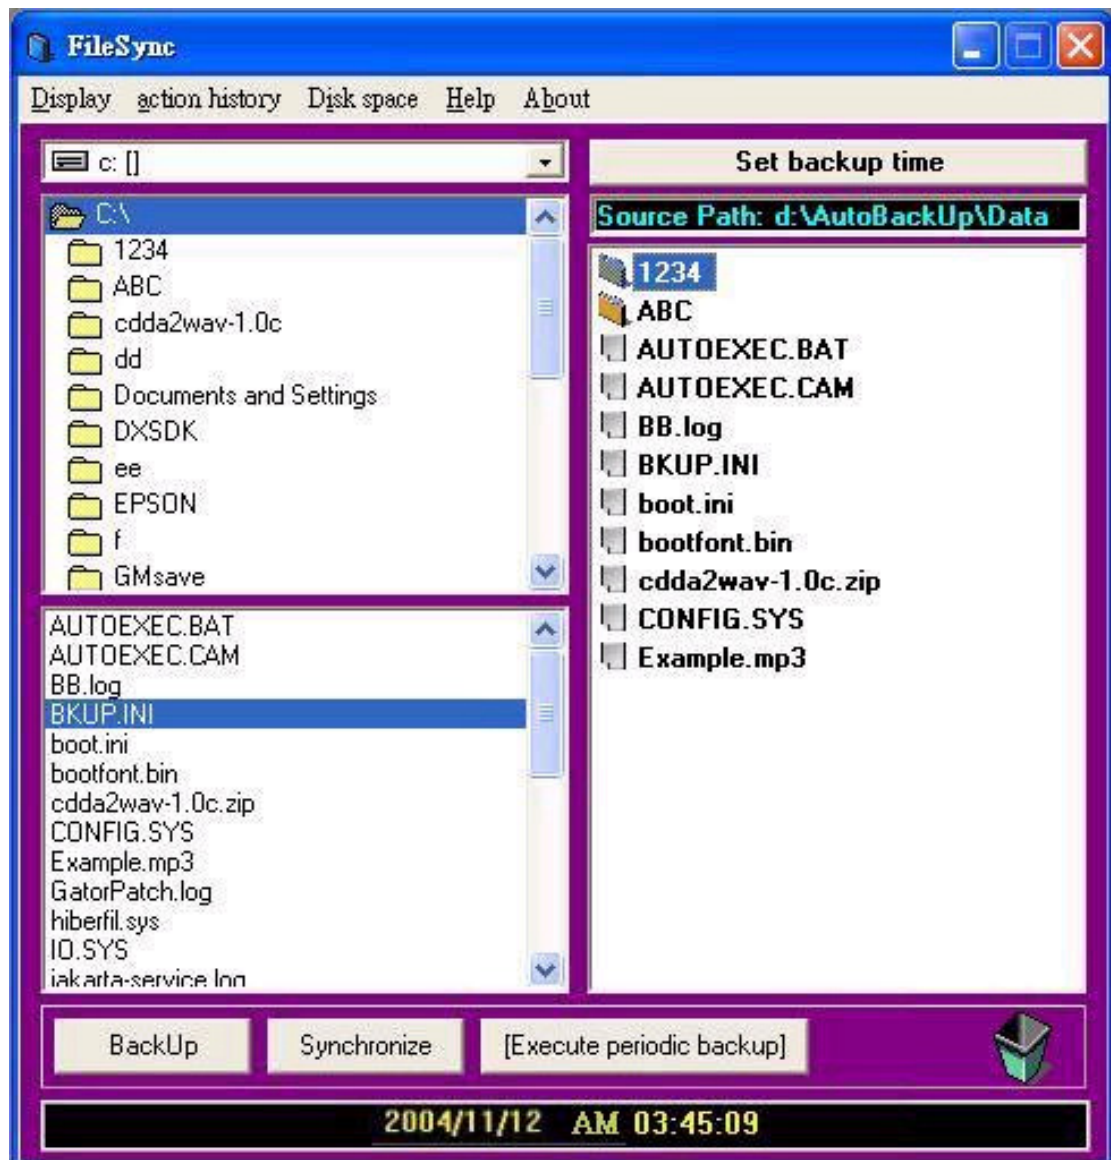 FileSync
Display action history Disk space Help About
c: []
C:\
1234
ABC
cdda2wav-1.0c
dd
Documents and Settings
DXSDK
ee
EPSON
f
GMsave
AUTOEXEC.BAT
AUTOEXEC.CAM
BB.log
BKUP.INI
boot.ini
bootfont.bin
cdda2wav-1.0c.zip
CONFIG.SYS
Example.mp3
GatorPatch.log
hiberfil.sys
IO.SYS
jakarta-service.log
Set backup time
Source Path: d:\AutoBackUp\Data
1234
ABC
AUTOEXEC.BAT
AUTOEXEC.CAM
BB.log
BKUP.INI
boot.ini
bootfont.bin
cdda2wav-1.0c.zip
CONFIG.SYS
Example.mp3
BackUp Synchronize [Execute periodic backup]
2004/11/12 AM 03:45:09